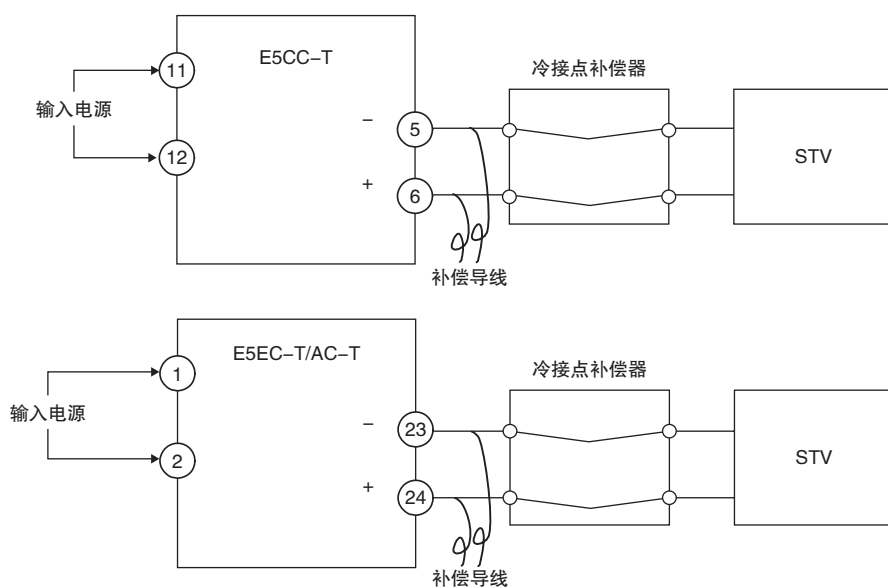 E5CC-T
冷接点补偿器
11
输入电源
12
−
5
+
6
STV
补偿导线
E5EC-T/AC-T
冷接点补偿器
1
输入电源
2
−
23
+
24
STV
补偿导线